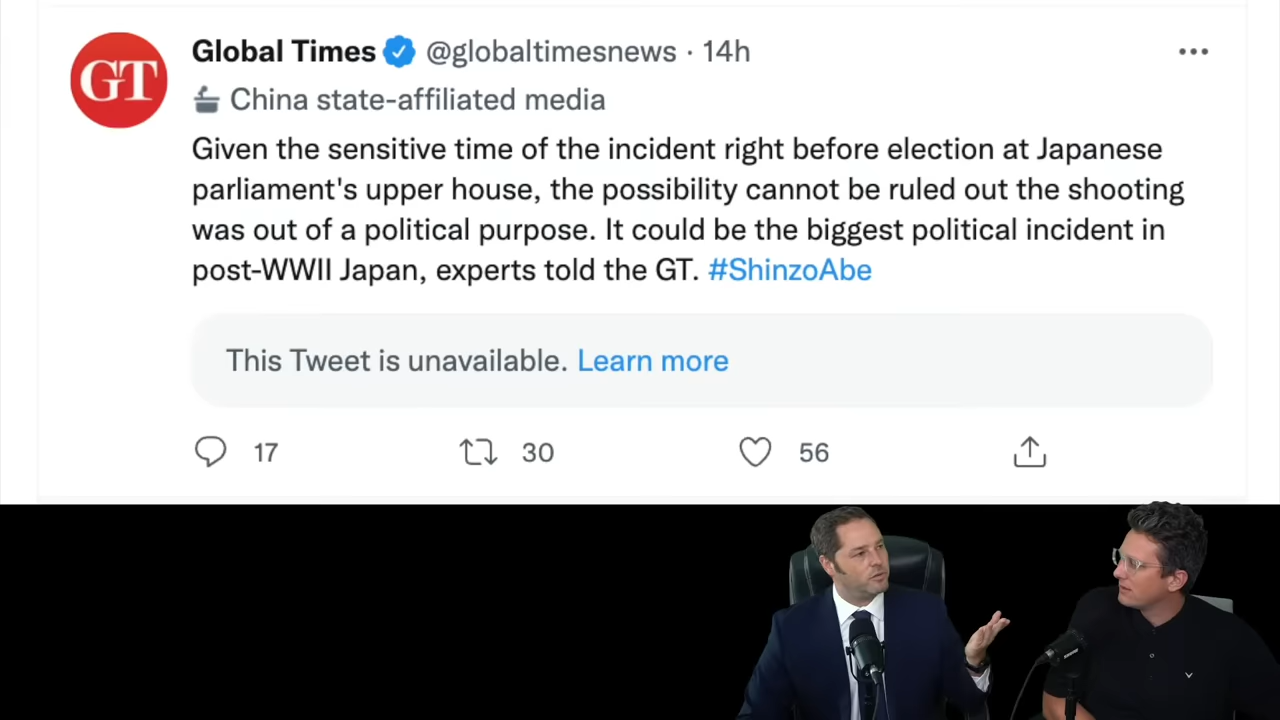 GT
Global Times @globaltimesnews · 14h
China state-affiliated media
Given the sensitive time of the incident right before election at Japanese
parliament's upper house, the possibility cannot be ruled out the shooting
was out of a political purpose. It could be the biggest political incident in
post-WWII Japan, experts told the GT. #ShinzoAbe
This Tweet is unavailable. Learn more
17 30 56